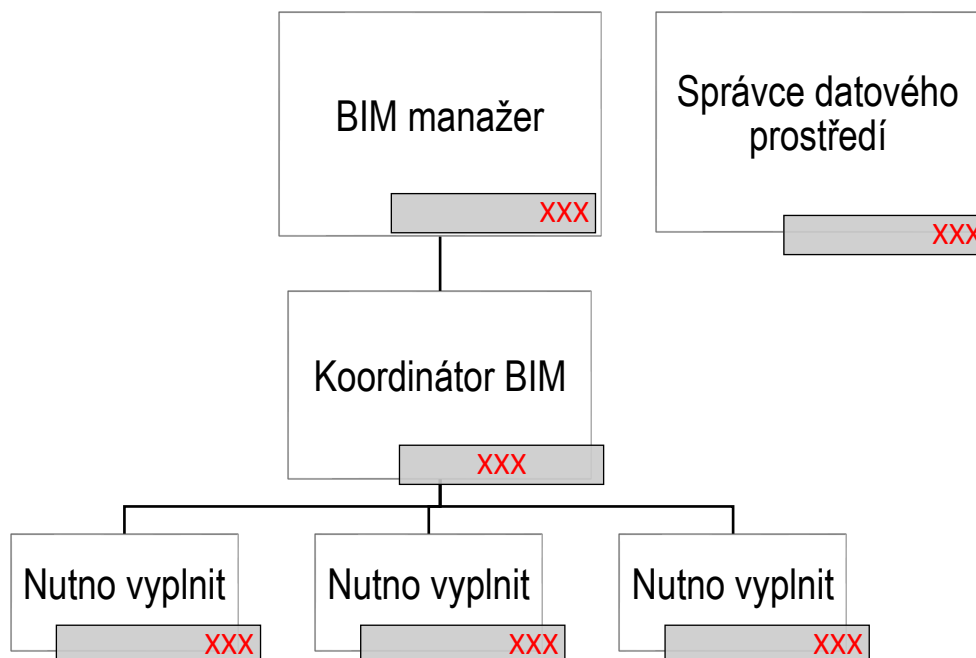 BIM manažer
XXX
Správce datového
prostředí
XXX
Koordinátor BIM
XXX
Nutno vyplnit
XXX
Nutno vyplnit
XXX
Nutno vyplnit
XXX